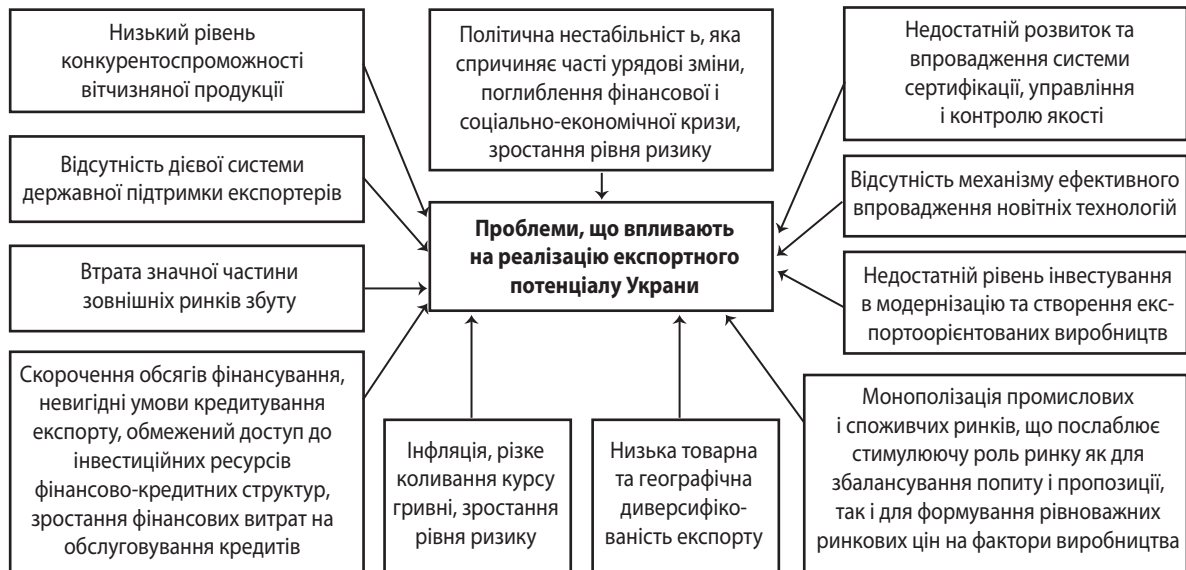 Низький рівень
конкурентоспроможності
вітчизняної продукції
Політична нестабільніст ь, яка
спричиняє часті урядові зміни,
поглиблення фінансової і
соціально-економічної кризи,
зростання рівня ризику
Недостатній розвиток та
впровадження системи
сертифікації, управління
і контролю якості
Відсутність дієвої системи
державної підтримки експортерів
Відсутність механізму ефективного
впровадження новітніх технологій
Проблеми, що впливають
на реалізацію експортного
потенціалу Украни
Втрата значної частини
зовнішніх ринків збуту
Недостатній рівень інвестування
в модернізацію та створення екс-
портоорієнтованих виробництв
Скорочення обсягів фінансування,
невигідні умови кредитування
експорту, обмежений доступ до
інвестиційних ресурсів
фінансово-кредитних структур,
зростання фінансових витрат на
обслуговування кредитів
Інфляція, різке
коливання курсу
гривні, зростання
рівня ризику
Низька товарна
та географічна
диверсифіко-
ваність експорту
Монополізація промислових
і споживчих ринків, що послаблює
стимулюючу роль ринку як для
збалансування попиту і пропозиції,
так і для формування рівноважних
ринкових цін на фактори виробництва